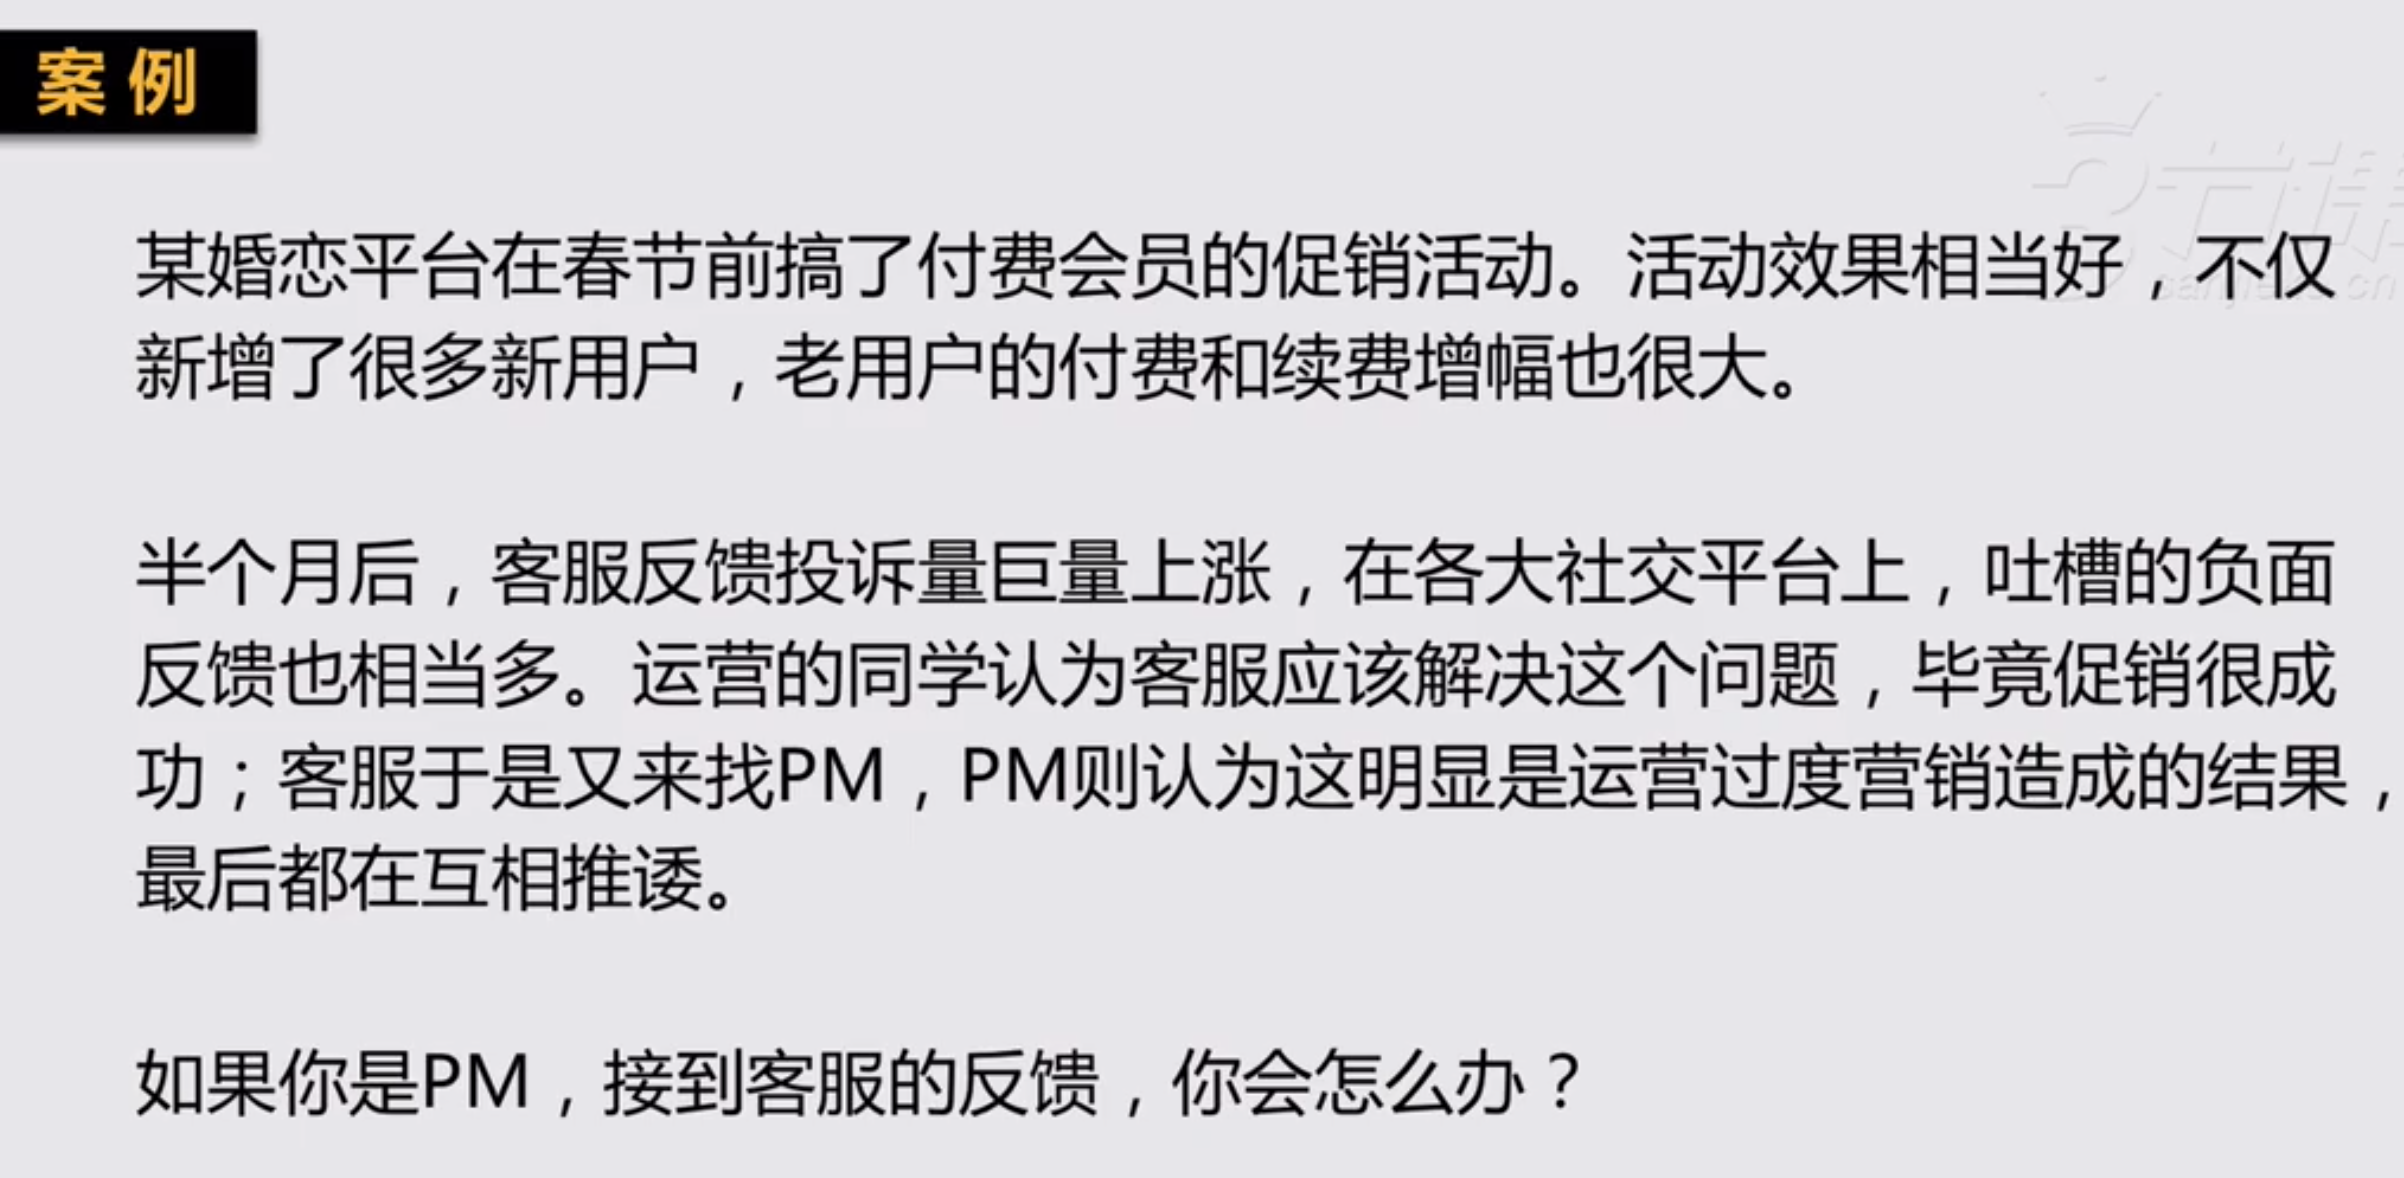 案例
某婚恋平台在春节前搞了付费会员的促销活动。活动效果相当好，不仅
新增了很多新用户，老用户的付费和续费增幅也很大。
半个月后，客服反馈投诉量巨量上涨，在各大社交平台上，吐槽的负面
反馈也相当多。运营的同学认为客服应该解决这个问题，毕竟促销很成
功；客服于是又来找PM，PM则认为这明显是运营过度营销造成的结果，
最后都在互相推诿。
如果你是PM，接到客服的反馈，你会怎么办？